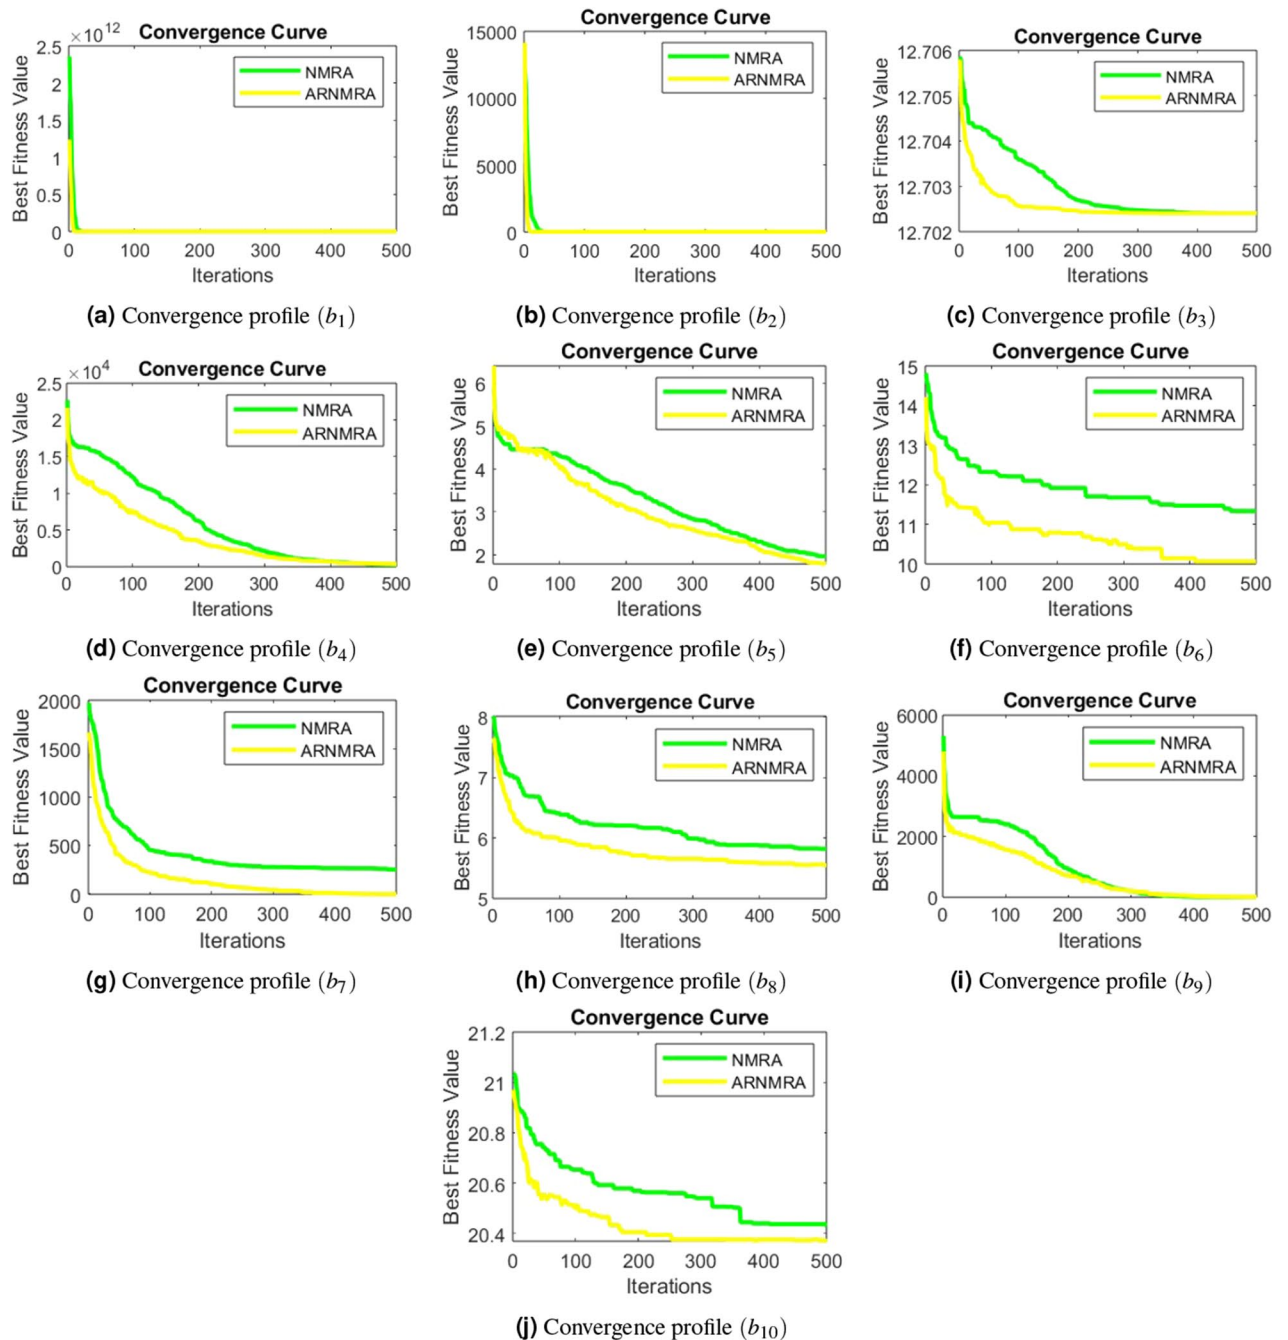 × 10^12 Convergence Curve
2.5
2
1.5
1
0.5
0
Best Fitness Value
NMRA
ARNMRA
0 100 200 300 400 500
Iterations
(a) Convergence profile (b_1)
Convergence Curve
15000
10000
5000
0
Best Fitness Value
NMRA
ARNMRA
0 100 200 300 400 500
Iterations
(b) Convergence profile (b_2)
Convergence Curve
12.706
12.705
12.704
12.703
12.702
Best Fitness Value
NMRA
ARNMRA
0 100 200 300 400 500
Iterations
(c) Convergence profile (b_3)
× 10^4 Convergence Curve
2.5
2
1.5
1
0.5
0
Best Fitness Value
NMRA
ARNMRA
0 100 200 300 400 500
Iterations
(d) Convergence profile (b_4)
Convergence Curve
6
5
4
3
2
Best Fitness Value
NMRA
ARNMRA
0 100 200 300 400 500
Iterations
(e) Convergence profile (b_5)
Convergence Curve
15
14
13
12
11
10
Best Fitness Value
NMRA
ARNMRA
0 100 200 300 400 500
Iterations
(f) Convergence profile (b_6)
Convergence Curve
2000
1500
1000
500
0
Best Fitness Value
NMRA
ARNMRA
0 100 200 300 400 500
Iterations
(g) Convergence profile (b_7)
Convergence Curve
8
7
6
5
Best Fitness Value
NMRA
ARNMRA
0 100 200 300 400 500
Iterations
(h) Convergence profile (b_8)
Convergence Curve
6000
4000
2000
0
Best Fitness Value
NMRA
ARNMRA
0 100 200 300 400 500
Iterations
(i) Convergence profile (b_9)
Convergence Curve
21.2
21
20.8
20.6
20.4
Best Fitness Value
NMRA
ARNMRA
0 100 200 300 400 500
Iterations
(j) Convergence profile (b_10)